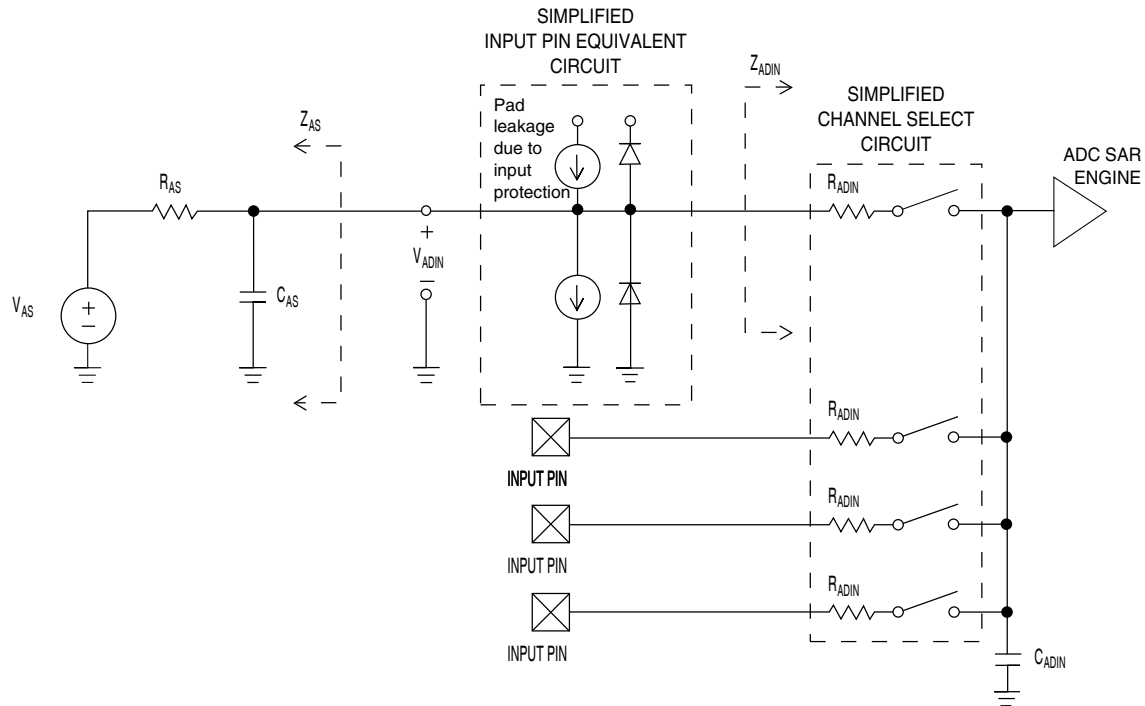 SIMPLIFIED
INPUT PIN EQUIVALENT
CIRCUIT
Pad
leakage
due to
input
protection
Z_ADIN
SIMPLIFIED
CHANNEL SELECT
CIRCUIT
ADC SAR
ENGINE
Z_AS
R_AS
R_ADIN
+
V_ADIN
–
C_AS
V_AS
+
–
R_ADIN
INPUT PIN
R_ADIN
INPUT PIN
R_ADIN
INPUT PIN
C_ADIN